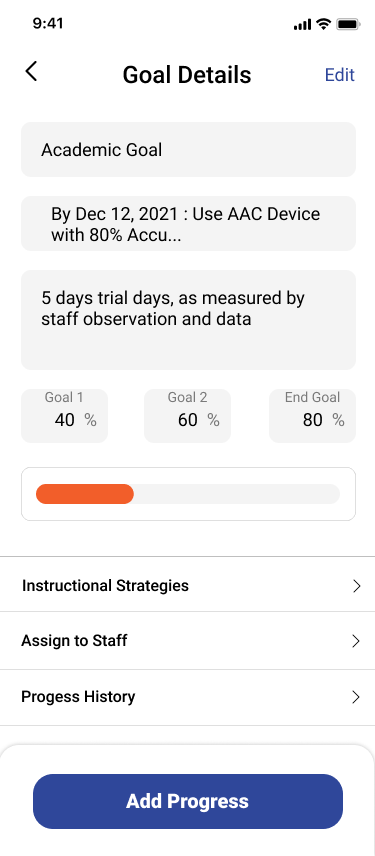 9:41
Goal Details
Edit
Academic Goal
By Dec 12, 2021 : Use AAC Device
with 80% Accu...
5 days trial days, as measured by
staff observation and data
Goal 1
40 %
Goal 2
60 %
End Goal
80 %
Instructional Strategies
Assign to Staff
Progess History
Add Progress